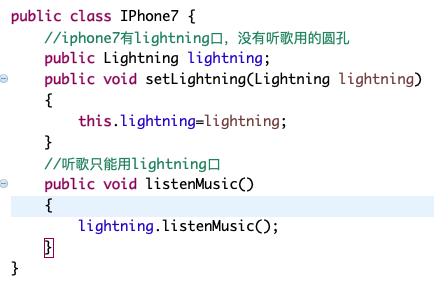 public class IPhone7 {
    //iphone7有lightning口，没有听歌用的圆孔
    public Lightning lightning;
    public void setLightning(Lightning lightning)
    {
        this.lightning=lightning;
    }
    //听歌只能用lightning口
    public void listenMusic()
    {
        lightning.listenMusic();
    }
}